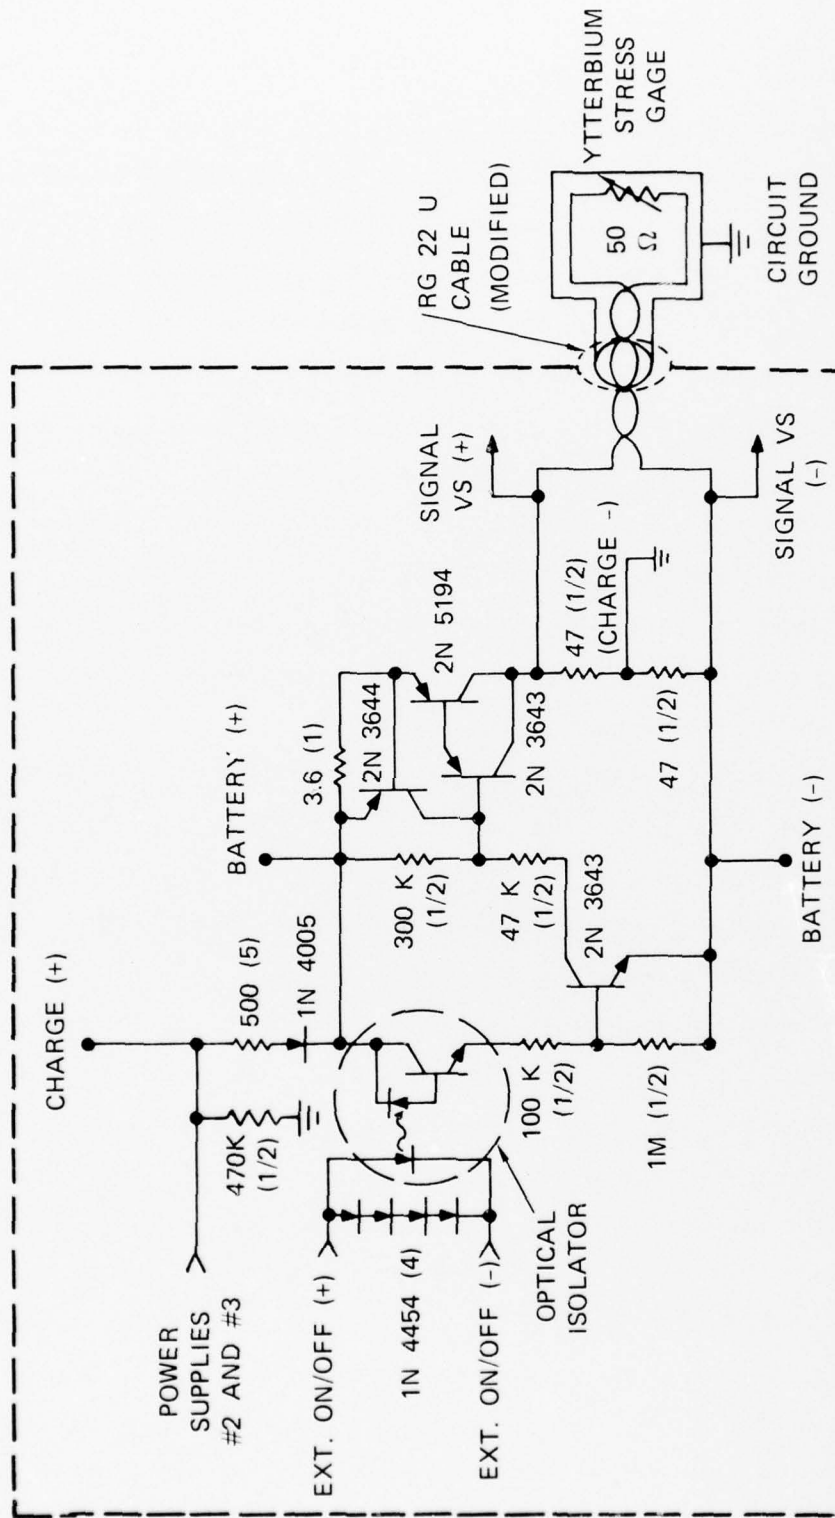 CHARGE (+)
POWER
SUPPLIES
#2 AND #3
470K
(1/2)
500 (5)
1N 4005
BATTERY (+)
3.6 (1)
2N 3644
2N 5194
SIGNAL
VS (+)
RG 22 U
CABLE
(MODIFIED)
YTTERBIUM
STRESS
GAGE
50
Ω
CIRCUIT
GROUND
EXT. ON/OFF (+)
1N 4454 (4)
EXT. ON/OFF (-)
OPTICAL
ISOLATOR
300 K
(1/2)
47 K
(1/2)
2N 3643
2N 3643
47 (1/2)
(CHARGE -)
47 (1/2)
100 K
(1/2)
1M (1/2)
BATTERY (-)
SIGNAL VS
(-)